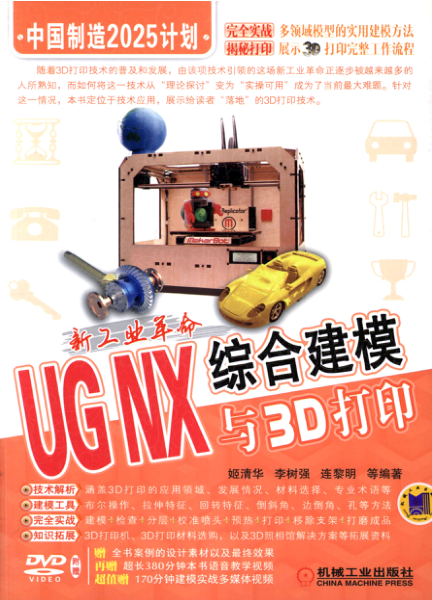 中国制造2025计划
完全实战 多领域模型的实用建模方法
揭秘打印 展示3D打印完整工作流程
随着3D打印技术的普及和发展，由该项技术引领的这场新工业革命正逐步被越来越多的
人所熟知，而如何将这一技术从“理论探讨”变为“实操可用”成为了当前最大难题。针对
这一情况，本书定位于技术应用，展示给读者“落地”的3D打印技术。
Replicator
MakerBot
新工业革命
UG NX 综合建模
与3D打印
姬清华 李树强 连黎明 等编著
技术解析 涵盖3D打印的应用领域、发展情况、材料选择、专业术语等
建模工具 布尔操作、拉伸特征、回转特征、倒斜角、边倒角、孔等方法
完全实战 建模+检查+分层+校准喷头+预热+打印+移除支架+打磨成品
知识拓展 3D打印机、3D打印材料选购，以及3D照相馆解决方案等拓展资料
DVD
VIDEO
赠 全书案例的设计素材以及最终效果
再赠 超长380分钟本书语音教学视频
超值赠 170分钟建模实战多媒体视频
机械工业出版社
CHINA MACHINE PRESS